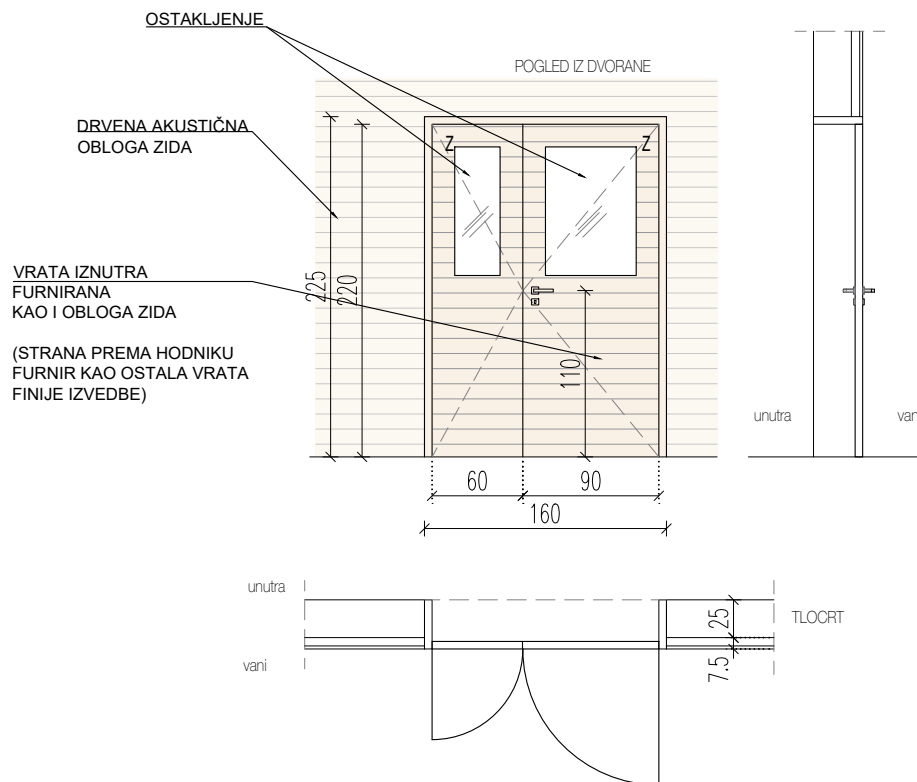 OSTAKLJENJE
POGLED IZ DVORANE
DRVENA AKUSTIČNA
OBLOGA ZIDA
Z
Z
VRATA IZNUTRA
FURNIRANA
KAO I OBLOGA ZIDA
(STRANA PREMA HODNIKU
FURNIR KAO OSTALA VRATA
FINIJE IZVEDBE)
225
220
110
60
90
160
unutra
vani
unutra
vani
25
7.5
TLOCRT